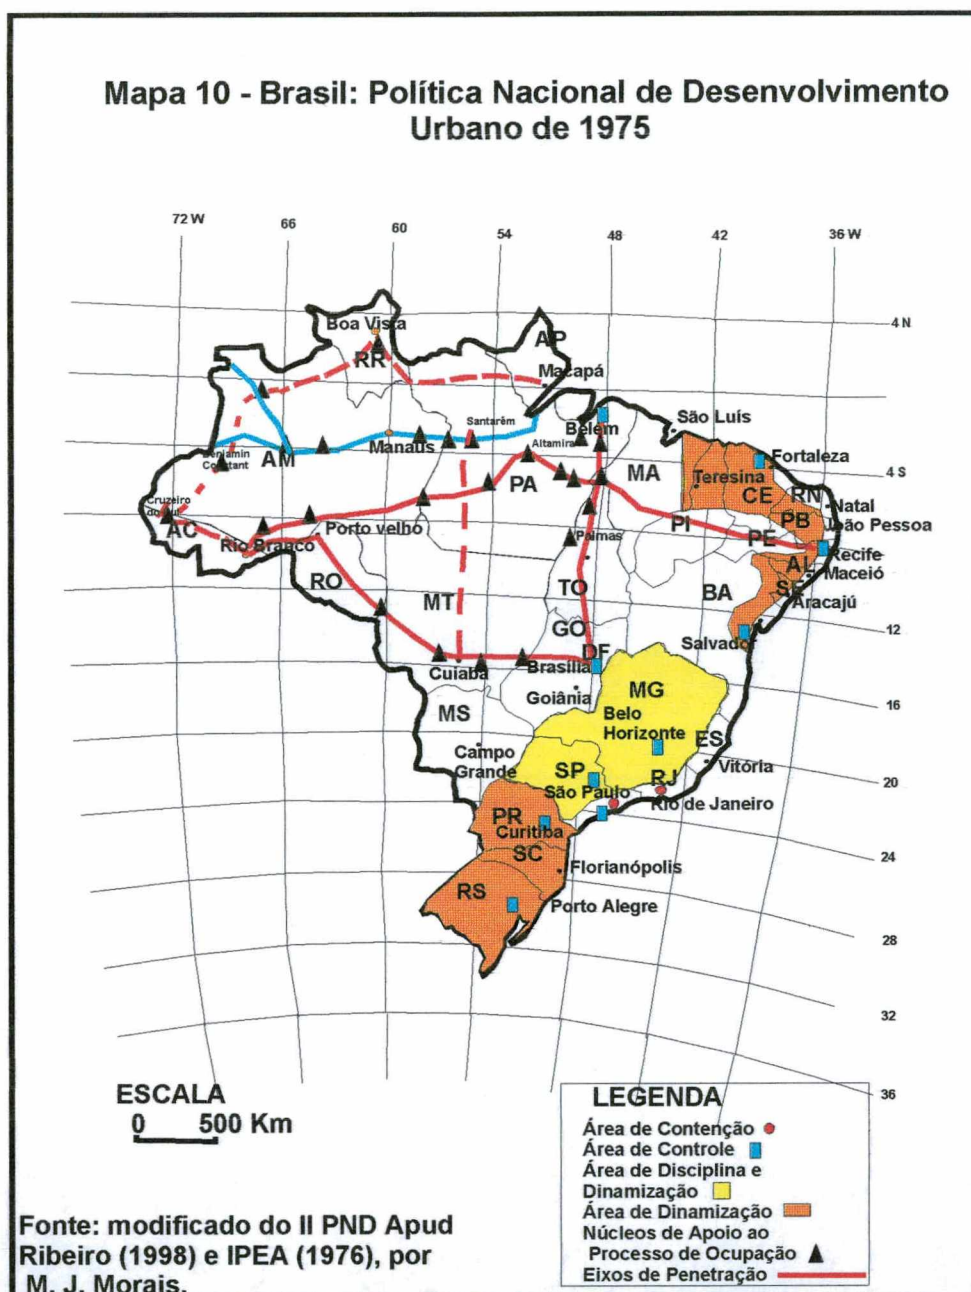 Mapa 10 - Brasil: Política Nacional de Desenvolvimento
Urbano de 1975
72 W
66
60
54
48
42
36 W
4 N
Boa Vista
RR
AP
Macapá
Santarém
Belém
São Luís
Manaus
Altamira
Fortaleza
4 S
Benjamin
Constant
AM
PA
MA
Teresina
CE
RN
Natal
Cruzeiro
do Sul
PB
João Pessoa
AC
Porto velho
PI
PE
Recife
Rio Branco
Palmas
AL
Maceió
RO
MT
TO
BA
SE
Aracajú
GO
12
Salvador
DF
Cuiabá
Brasília
Goiânia
MG
16
MS
Belo
Horizonte
ES
Campo
Grande
Vitória
SP
RJ
20
São Paulo
Rio de Janeiro
PR
Curitiba
24
SC
Florianópolis
RS
Porto Alegre
28
32
36
ESCALA
0 500 Km
LEGENDA
Área de Contenção
Área de Controle
Área de Disciplina e
Dinamização
Área de Dinamização
Núcleos de Apoio ao
Processo de Ocupação
Eixos de Penetração
Fonte: modificado do II PND Apud
Ribeiro (1998) e IPEA (1976), por
M. J. Morais.